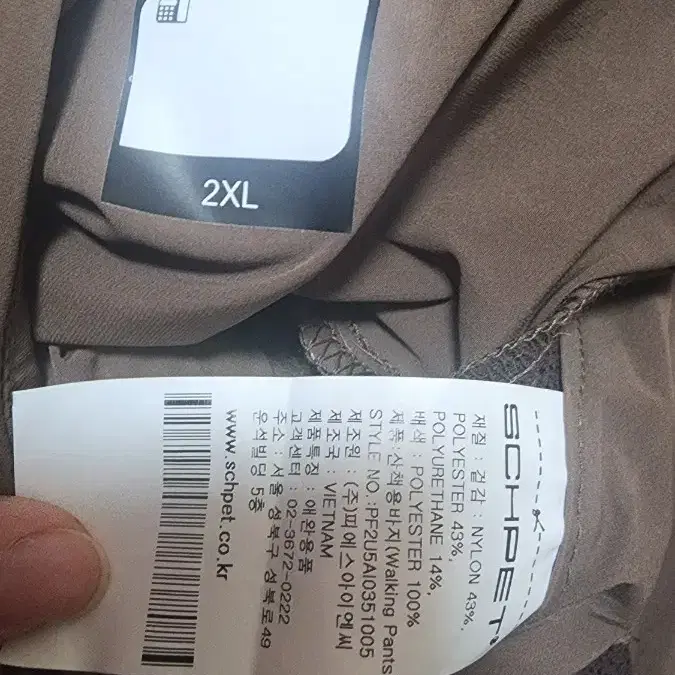 2XL
SCHPET
재질 : 겉감 : NYLON 43%,
POLYESTER 43%,
POLYURETHANE 14%,
배색 : POLYESTER 100%
제품:산책용바지(Walking Pants
STYLE NO.:PF2U5AI0351005
제조원 : (주)피에스아이엔씨
제조국 : VIETNAM
제품특징 : 애완용품
고객센터 : 02-3672-0222
주소 : 서울 성북구 성북로49
운석빌딩 5층
www.schpet.co.kr